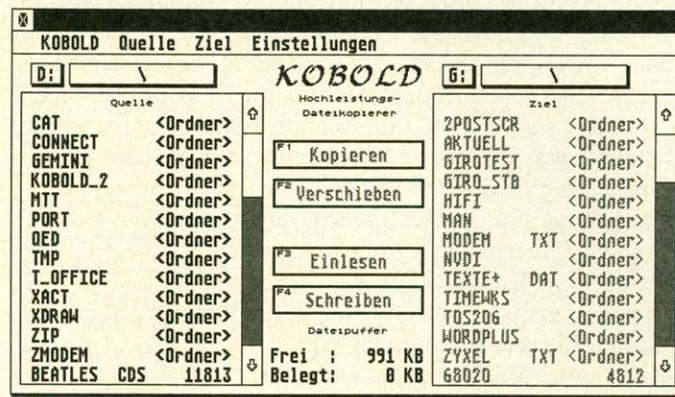 KOBOLD Quelle Ziel Einstellungen
D: \
Quelle
CAT <Ordner>
CONNECT <Ordner>
GEMINI <Ordner>
KOBOLD_2 <Ordner>
MTT <Ordner>
PORT <Ordner>
QED <Ordner>
TMP <Ordner>
T_OFFICE <Ordner>
XACT <Ordner>
XDRAW <Ordner>
ZIP <Ordner>
ZMODEM <Ordner>
BEATLES CDS 11813
KOBOLD
Hochleistungs-
Dateikopierer
F1 Kopieren
F2 Verschieben
F3 Einlesen
F4 Schreiben
Dateipuffer
Frei : 991 KB
Belegt: 0 KB
G: \
Ziel
2POSTSCR <Ordner>
AKTUELL <Ordner>
GIROTEST <Ordner>
GIRO_STB <Ordner>
HIFI <Ordner>
MAN <Ordner>
MODEM TXT <Ordner>
NVDI <Ordner>
TEXTE+ DAT <Ordner>
TIMEWKS <Ordner>
TOS206 <Ordner>
WORDPLUS <Ordner>
ZYXEL TXT <Ordner>
68020 4812